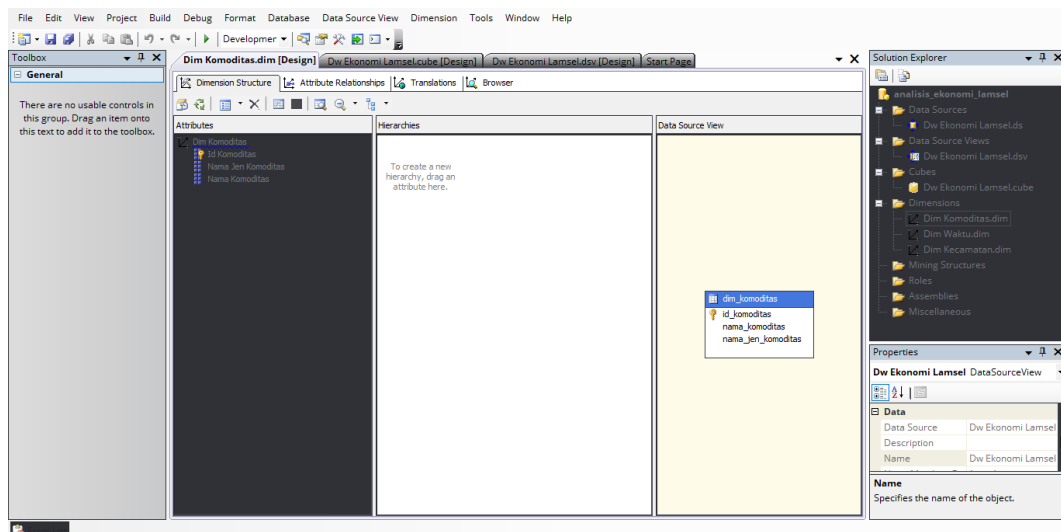 File Edit View Project Build Debug Format Database Data Source View Dimension Tools Window Help
Developmer
Toolbox
General
There are no usable controls in
this group. Drag an item onto
this text to add it to the toolbox.
Dim Komoditas.dim [Design] Dw Ekonomi Lamsel.cube [Design] Dw Ekonomi Lamsel.dsv [Design] Start Page
Dimension Structure Attribute Relationships Translations Browser
Attributes
Dim Komoditas
Id Komoditas
Nama Jen Komoditas
Nama Komoditas
Hierarchies
To create a new
hierarchy, drag an
attribute here.
Data Source View
dim_komoditas
id_komoditas
nama_komoditas
nama_jen_komoditas
Solution Explorer
analisis_ekonomi_lamsel
Data Sources
Dw Ekonomi Lamsel.ds
Data Source Views
Dw Ekonomi Lamsel.dsv
Cubes
Dw Ekonomi Lamsel.cube
Dimensions
Dim Komoditas.dim
Dim Waktu.dim
Dim Kecamatan.dim
Mining Structures
Roles
Assemblies
Miscellaneous
Properties
Dw Ekonomi Lamsel DataSourceView
Data
Data Source Dw Ekonomi Lamsel
Description
Name Dw Ekonomi Lamsel
Name
Specifies the name of the object.